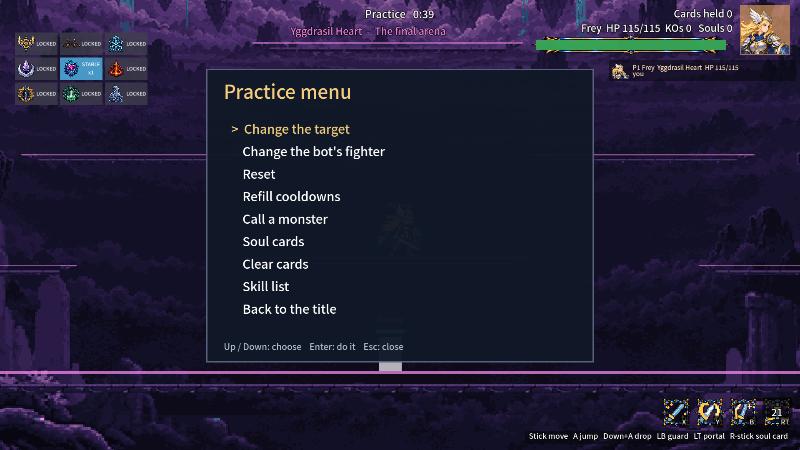 Practice 0:39
Yggdrasil Heart - The final arena
Cards held 0
Frey HP 115/115 KOs 0 Souls 0
P1 Frey Yggdrasil Heart HP 115/115
you
LOCKED LOCKED LOCKED
LOCKED STABLE x1 LOCKED
LOCKED LOCKED LOCKED
Practice menu
> Change the target
Change the bot's fighter
Reset
Refill cooldowns
Call a monster
Soul cards
Clear cards
Skill list
Back to the title
Up / Down: choose Enter: do it Esc: close
21
Y B RT
Stick move A jump Down+A drop LB guard LT portal R-stick soul card